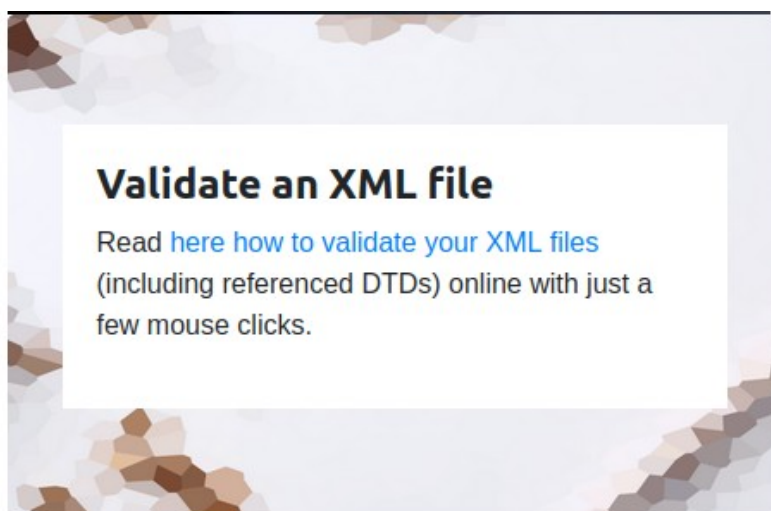 Validate an XML file
Read here how to validate your XML files
(including referenced DTDs) online with just a
few mouse clicks.